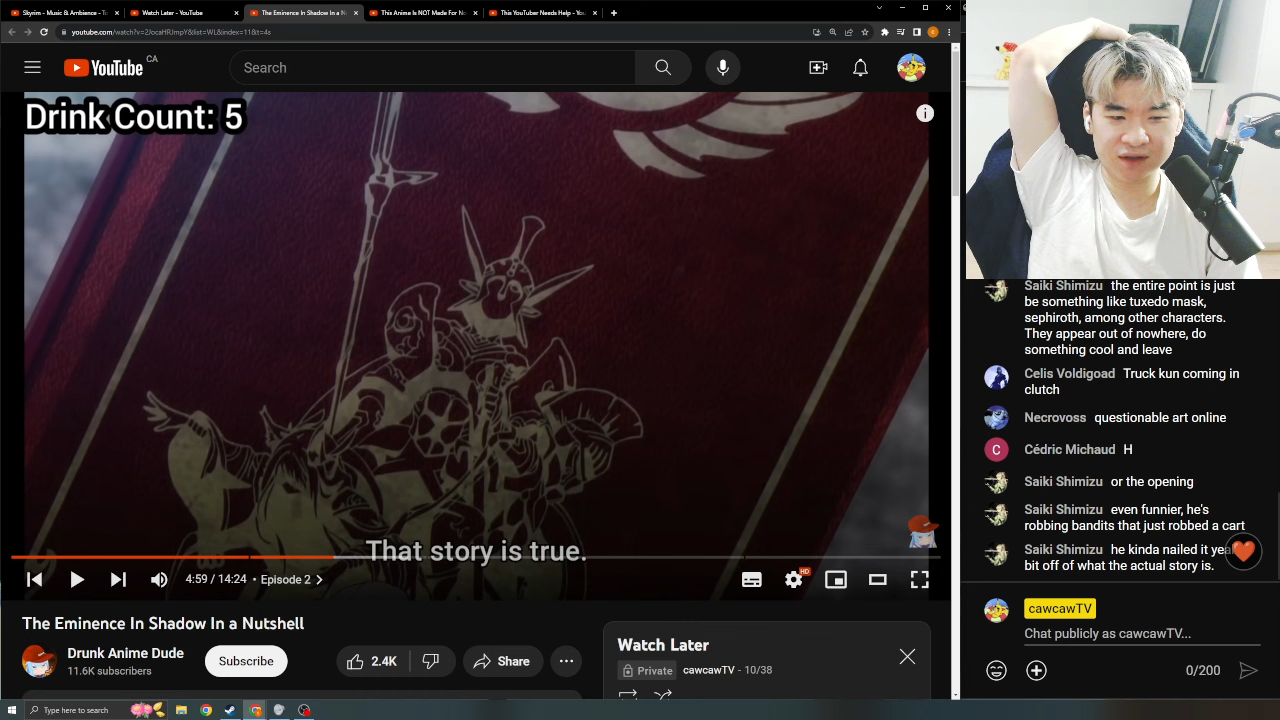 Skyrim - Music & Ambience - T
Watch Later - YouTube
The Eminence In Shadow In a N
This Anime Is NOT Made For N
This YouTuber Needs Help - You
youtube.com/watch?v=2JocaHRJmpY&list=WL&index=11&t=4s
YouTube CA
Search
Drink Count: 5
That story is true.
4:59 / 14:24 • Episode 2
HD
The Eminence In Shadow In a Nutshell
Drunk Anime Dude
11.6K subscribers
Subscribe
2.4K
Share
Watch Later
Private
cawcawTV - 10/38
Saiki Shimizu the entire point is just
be something like tuxedo mask,
sephiroth, among other characters.
They appear out of nowhere, do
something cool and leave
Celis Voldigoad Truck kun coming in
clutch
Necrovoss questionable art online
Cédric Michaud H
C
Saiki Shimizu or the opening
Saiki Shimizu even funnier, he's
robbing bandits that just robbed a cart
Saiki Shimizu he kinda nailed it
bit off of what the actual story is.
cawcawTV
Chat publicly as cawcawTV...
0/200
Type here to search